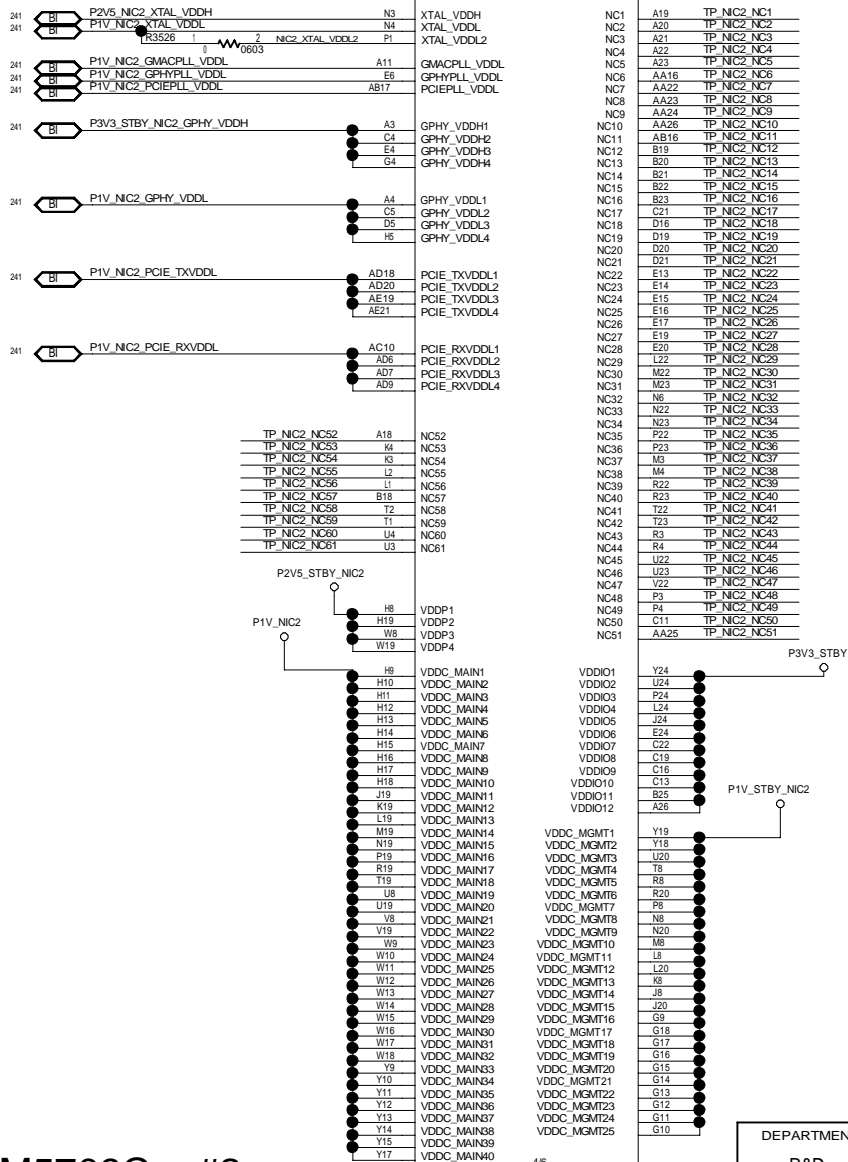 241 BI P2V5_NIC2_XTAL_VDDH N3 XTAL_VDDH
241 BI P1V_NIC2_XTAL_VDDL N4 XTAL_VDDL
R3526 1 2 NIC2_XTAL_VDDL2 P1 XTAL_VDDL2
0 0603
241 BI P1V_NIC2_GMACPLL_VDDL A11 GMACPLL_VDDL
241 BI P1V_NIC2_GPHYPLL_VDDL E6 GPHYPLL_VDDL
241 BI P1V_NIC2_PCIEPLL_VDDL AB17 PCIEPLL_VDDL
241 BI P3V3_STBY_NIC2_GPHY_VDDH A3 GPHY_VDDH1
C4 GPHY_VDDH2
E4 GPHY_VDDH3
G4 GPHY_VDDH4
241 BI P1V_NIC2_GPHY_VDDL A4 GPHY_VDDL1
C5 GPHY_VDDL2
D5 GPHY_VDDL3
H5 GPHY_VDDL4
241 BI P1V_NIC2_PCIE_TXVDDL AD18 PCIE_TXVDDL1
AD20 PCIE_TXVDDL2
AE19 PCIE_TXVDDL3
AE21 PCIE_TXVDDL4
241 BI P1V_NIC2_PCIE_RXVDDL AC10 PCIE_RXVDDL1
AD6 PCIE_RXVDDL2
AD7 PCIE_RXVDDL3
AD9 PCIE_RXVDDL4
TP_NIC2_NC52 A18 NC52
TP_NIC2_NC53 K4 NC53
TP_NIC2_NC54 K3 NC54
TP_NIC2_NC55 L2 NC55
TP_NIC2_NC56 L1 NC56
TP_NIC2_NC57 B18 NC57
TP_NIC2_NC58 T2 NC58
TP_NIC2_NC59 T1 NC59
TP_NIC2_NC60 U4 NC60
TP_NIC2_NC61 U3 NC61
P2V5_STBY_NIC2
H8 VDDP1
H19 VDDP2
W8 VDDP3
W19 VDDP4
P1V_NIC2
H9 VDDC_MAIN1
H10 VDDC_MAIN2
H11 VDDC_MAIN3
H12 VDDC_MAIN4
H13 VDDC_MAIN5
H14 VDDC_MAIN6
H15 VDDC_MAIN7
H16 VDDC_MAIN8
H17 VDDC_MAIN9
H18 VDDC_MAIN10
J19 VDDC_MAIN11
K19 VDDC_MAIN12
L19 VDDC_MAIN13
M19 VDDC_MAIN14
N19 VDDC_MAIN15
P19 VDDC_MAIN16
R19 VDDC_MAIN17
T19 VDDC_MAIN18
U8 VDDC_MAIN19
U19 VDDC_MAIN20
V8 VDDC_MAIN21
V19 VDDC_MAIN22
W9 VDDC_MAIN23
W10 VDDC_MAIN24
W11 VDDC_MAIN25
W12 VDDC_MAIN26
W13 VDDC_MAIN27
W14 VDDC_MAIN28
W15 VDDC_MAIN29
W16 VDDC_MAIN30
W17 VDDC_MAIN31
W18 VDDC_MAIN32
Y9 VDDC_MAIN33
Y10 VDDC_MAIN34
Y11 VDDC_MAIN35
Y12 VDDC_MAIN36
Y13 VDDC_MAIN37
Y14 VDDC_MAIN38
Y15 VDDC_MAIN39
Y17 VDDC_MAIN40
NC1 A19 TP_NIC2_NC1
NC2 A20 TP_NIC2_NC2
NC3 A21 TP_NIC2_NC3
NC4 A22 TP_NIC2_NC4
NC5 A23 TP_NIC2_NC5
NC6 AA16 TP_NIC2_NC6
NC7 AA22 TP_NIC2_NC7
NC8 AA23 TP_NIC2_NC8
NC9 AA24 TP_NIC2_NC9
NC10 AA26 TP_NIC2_NC10
NC11 AB16 TP_NIC2_NC11
NC12 B19 TP_NIC2_NC12
NC13 B20 TP_NIC2_NC13
NC14 B21 TP_NIC2_NC14
NC15 B22 TP_NIC2_NC15
NC16 B23 TP_NIC2_NC16
NC17 C21 TP_NIC2_NC17
NC18 D16 TP_NIC2_NC18
NC19 D19 TP_NIC2_NC19
NC20 D20 TP_NIC2_NC20
NC21 D21 TP_NIC2_NC21
NC22 E13 TP_NIC2_NC22
NC23 E14 TP_NIC2_NC23
NC24 E15 TP_NIC2_NC24
NC25 E16 TP_NIC2_NC25
NC26 E17 TP_NIC2_NC26
NC27 E19 TP_NIC2_NC27
NC28 E20 TP_NIC2_NC28
NC29 L22 TP_NIC2_NC29
NC30 M22 TP_NIC2_NC30
NC31 M23 TP_NIC2_NC31
NC32 N6 TP_NIC2_NC32
NC33 N22 TP_NIC2_NC33
NC34 N23 TP_NIC2_NC34
NC35 P22 TP_NIC2_NC35
NC36 P23 TP_NIC2_NC36
NC37 M3 TP_NIC2_NC37
NC38 M4 TP_NIC2_NC38
NC39 R22 TP_NIC2_NC39
NC40 R23 TP_NIC2_NC40
NC41 T22 TP_NIC2_NC41
NC42 T23 TP_NIC2_NC42
NC43 R3 TP_NIC2_NC43
NC44 R4 TP_NIC2_NC44
NC45 U22 TP_NIC2_NC45
NC46 U23 TP_NIC2_NC46
NC47 V22 TP_NIC2_NC47
NC48 P3 TP_NIC2_NC48
NC49 P4 TP_NIC2_NC49
NC50 C11 TP_NIC2_NC50
NC51 AA25 TP_NIC2_NC51
P3V3_STBY
VDDIO1 Y24
VDDIO2 U24
VDDIO3 P24
VDDIO4 L24
VDDIO5 J24
VDDIO6 E24
VDDIO7 C22
VDDIO8 C19
VDDIO9 C16
VDDIO10 C13
VDDIO11 B25
VDDIO12 A26
P1V_STBY_NIC2
VDDC_MGMT1 Y19
VDDC_MGMT2 Y18
VDDC_MGMT3 U20
VDDC_MGMT4 T8
VDDC_MGMT5 R8
VDDC_MGMT6 R20
VDDC_MGMT7 P8
VDDC_MGMT8 N8
VDDC_MGMT9 N20
VDDC_MGMT10 M8
VDDC_MGMT11 L8
VDDC_MGMT12 L20
VDDC_MGMT13 K8
VDDC_MGMT14 J8
VDDC_MGMT15 J20
VDDC_MGMT16 G9
VDDC_MGMT17 G18
VDDC_MGMT18 G17
VDDC_MGMT19 G16
VDDC_MGMT20 G15
VDDC_MGMT21 G14
VDDC_MGMT22 G13
VDDC_MGMT23 G12
VDDC_MGMT24 G11
VDDC_MGMT25 G10
DEPARTMEN